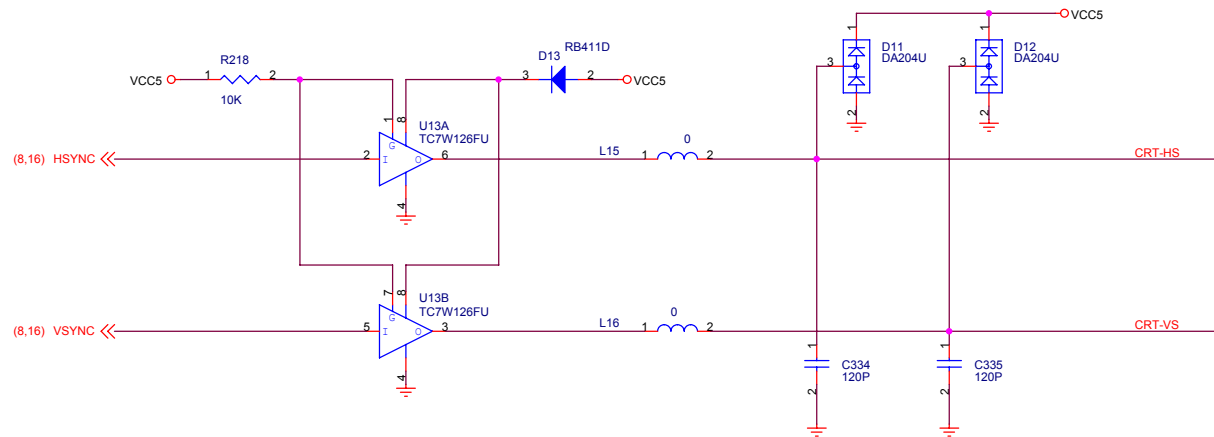 VCC5
1
1
1
D11
DA204U
D12
DA204U
3
3
2
2
R218
VCC5
1
2
10K
D13
RB411D
3
2
VCC5
1
8
U13A
TC7W126FU
G
(8,16) HSYNC
2
I
O
6
4
L15
1
0
2
CRT-HS
7
8
U13B
TC7W126FU
G
(8,16) VSYNC
5
I
O
3
4
L16
1
0
2
CRT-VS
1
C334
120P
2
1
C335
120P
2